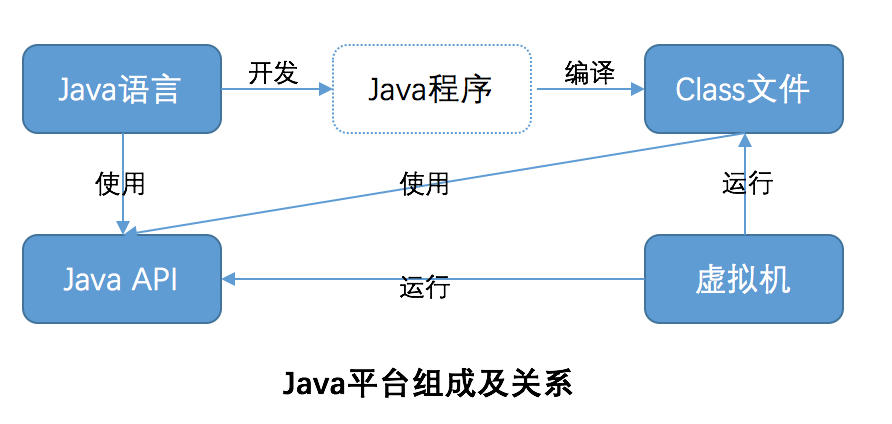 Java语言
开发
Java程序
编译
Class文件
使用
使用
运行
Java API
运行
虚拟机
Java平台组成及关系